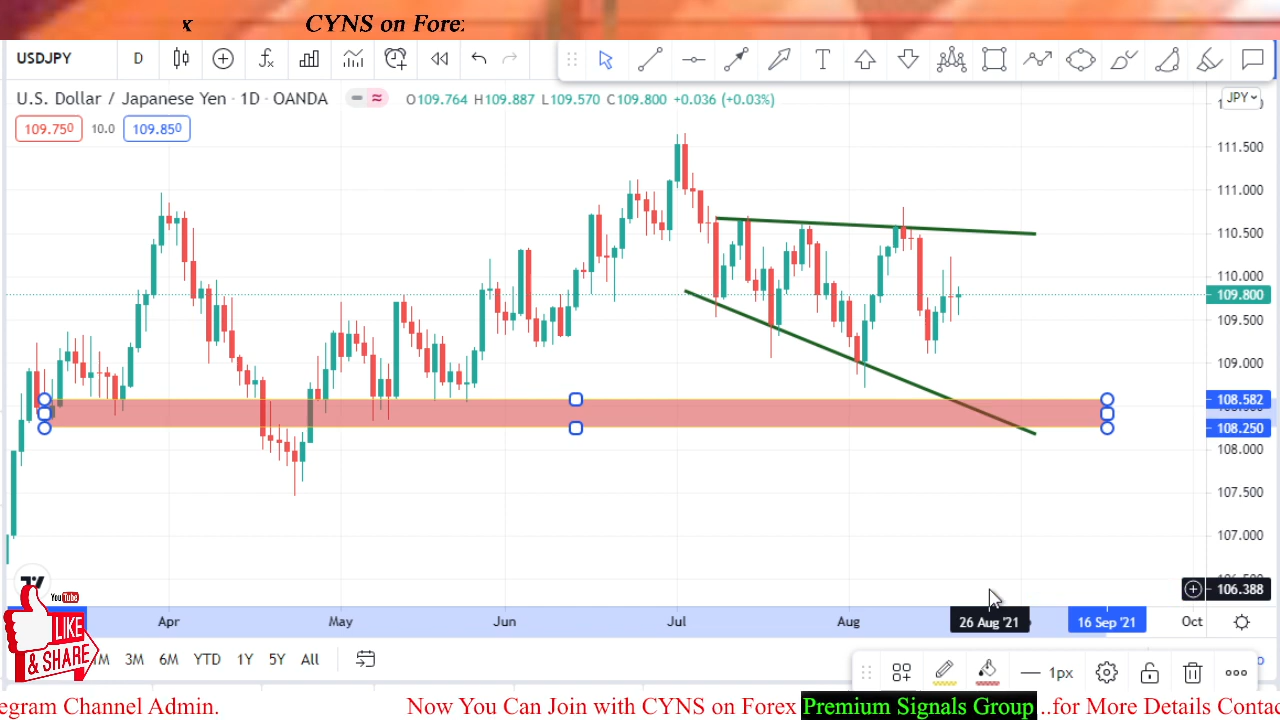 x CYNS on Forex
USDJPY D
U.S. Dollar / Japanese Yen · 1D · OANDA O109.764 H109.887 L109.570 C109.800 +0.036 (+0.03%)
JPY
109.750 10.0 109.850
111.500
111.000
110.500
110.000
109.800
109.500
109.000
108.582
108.250
108.000
107.500
107.000
106.388
Apr May Jun Jul Aug 26 Aug '21 16 Sep '21 Oct
YouTube
LIKE
& SHARE
3M 6M YTD 1Y 5Y All
1px
egram Channel Admin. Now You Can Join with CYNS on Forex Premium Signals Group ..for More Details Contac